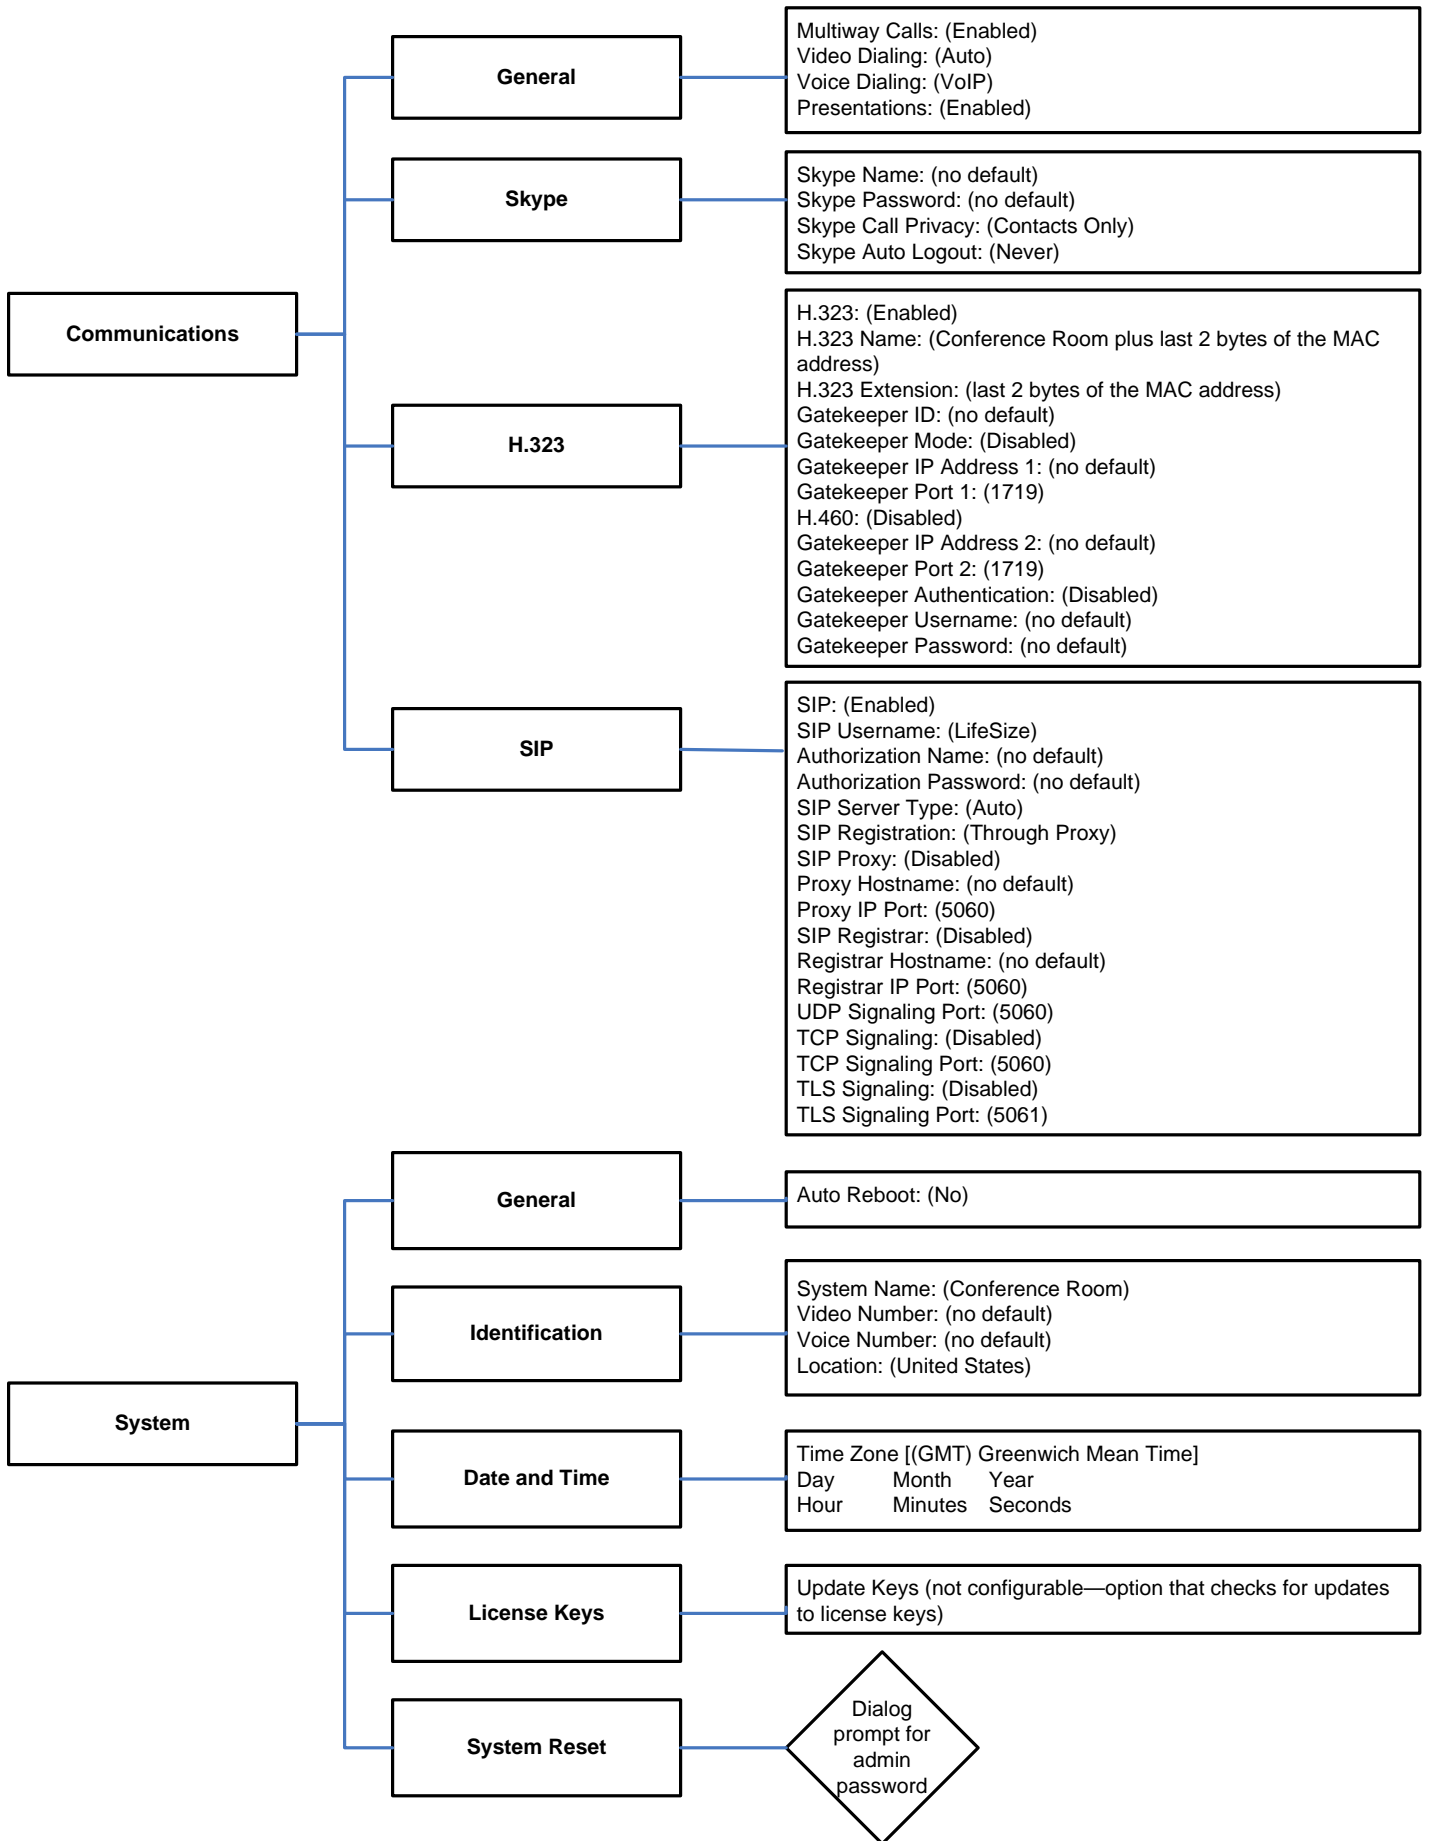 Communications
General
Multiway Calls: (Enabled)
Video Dialing: (Auto)
Voice Dialing: (VoIP)
Presentations: (Enabled)
Skype
Skype Name: (no default)
Skype Password: (no default)
Skype Call Privacy: (Contacts Only)
Skype Auto Logout: (Never)
H.323
H.323: (Enabled)
H.323 Name: (Conference Room plus last 2 bytes of the MAC
address)
H.323 Extension: (last 2 bytes of the MAC address)
Gatekeeper ID: (no default)
Gatekeeper Mode: (Disabled)
Gatekeeper IP Address 1: (no default)
Gatekeeper Port 1: (1719)
H.460: (Disabled)
Gatekeeper IP Address 2: (no default)
Gatekeeper Port 2: (1719)
Gatekeeper Authentication: (Disabled)
Gatekeeper Username: (no default)
Gatekeeper Password: (no default)
SIP
SIP: (Enabled)
SIP Username: (LifeSize)
Authorization Name: (no default)
Authorization Password: (no default)
SIP Server Type: (Auto)
SIP Registration: (Through Proxy)
SIP Proxy: (Disabled)
Proxy Hostname: (no default)
Proxy IP Port: (5060)
SIP Registrar: (Disabled)
Registrar Hostname: (no default)
Registrar IP Port: (5060)
UDP Signaling Port: (5060)
TCP Signaling: (Disabled)
TCP Signaling Port: (5060)
TLS Signaling: (Disabled)
TLS Signaling Port: (5061)
System
General
Auto Reboot: (No)
Identification
System Name: (Conference Room)
Video Number: (no default)
Voice Number: (no default)
Location: (United States)
Date and Time
Time Zone [(GMT) Greenwich Mean Time]
Day Month Year
Hour Minutes Seconds
License Keys
Update Keys (not configurable—option that checks for updates
to license keys)
System Reset
Dialog
prompt for
admin
password